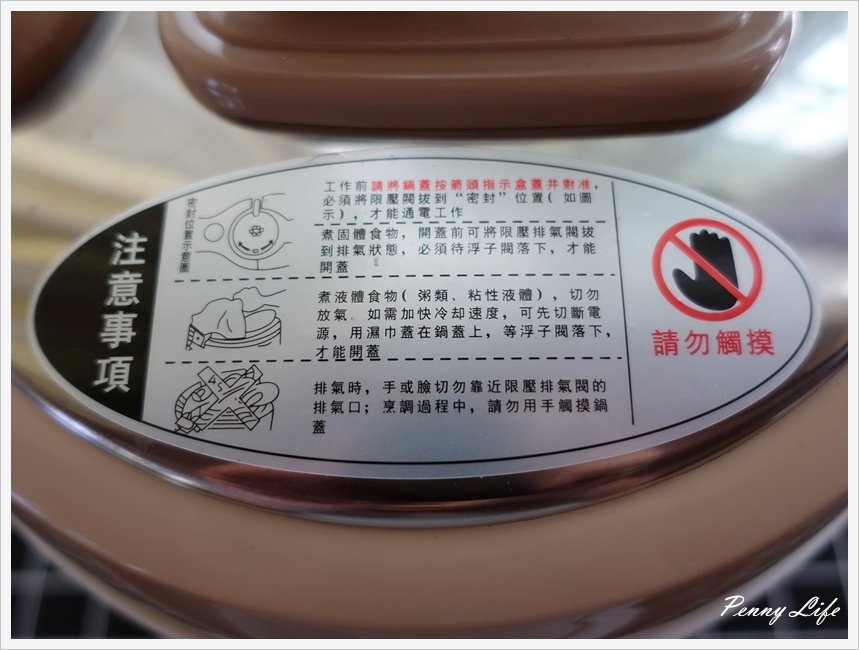 注意事項
密封位置示意圖
工作前請將鍋蓋按箭頭指示盒蓋并對准,
必須將限壓閥拔到“密封”位置( 如圖
示), 才能通電工作
煮固體食物, 開蓋前可將限壓排氣閥拔
到排氣狀態, 必須待浮子閥落下, 才能
開蓋
煮液體食物( 粥類、粘性液體), 切勿
放氣。如需加快冷却速度, 可先切斷電
源, 用濕巾蓋在鍋蓋上, 等浮子閥落下,
才能開蓋
排氣時, 手或臉切勿靠近限壓排氣閥的
排氣口; 烹調過程中, 請勿用手觸摸鍋
蓋
請勿觸摸
Penny Life